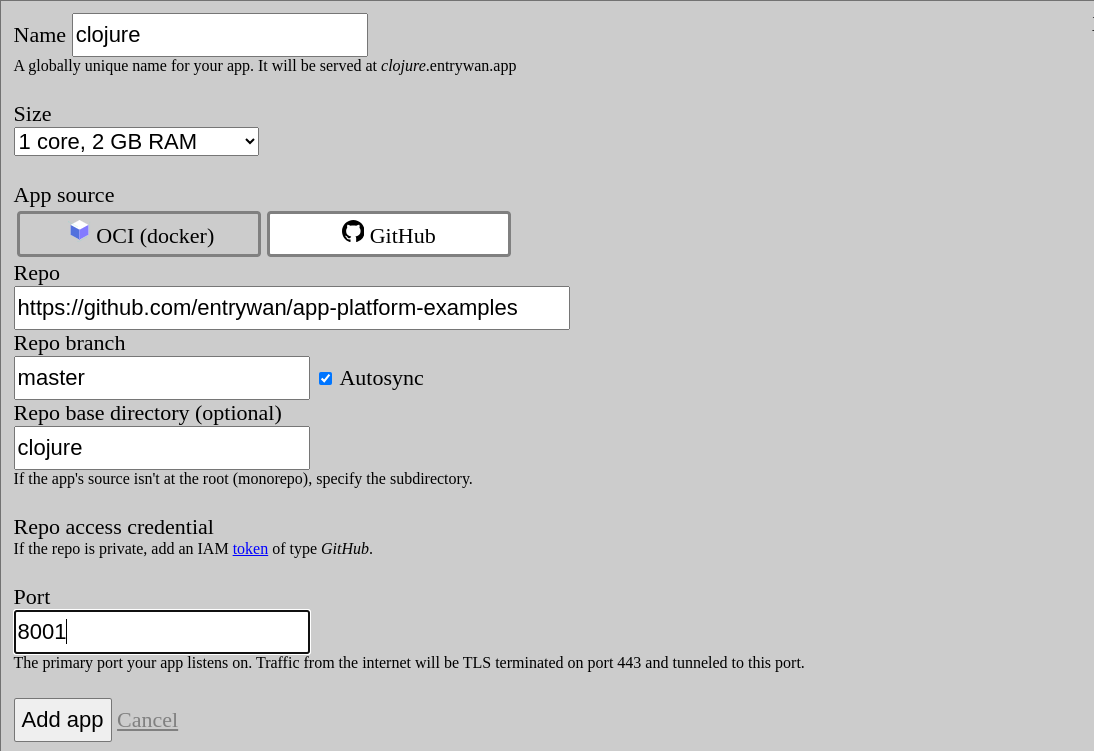 Name clojure
A globally unique name for your app. It will be served at clojure.entrywan.app
Size
1 core, 2 GB RAM
App source
OCI (docker) GitHub
Repo
https://github.com/entrywan/app-platform-examples
Repo branch
master Autosync
Repo base directory (optional)
clojure
If the app's source isn't at the root (monorepo), specify the subdirectory.
Repo access credential
If the repo is private, add an IAM token of type GitHub.
Port
8001
The primary port your app listens on. Traffic from the internet will be TLS terminated on port 443 and tunneled to this port.
Add app Cancel